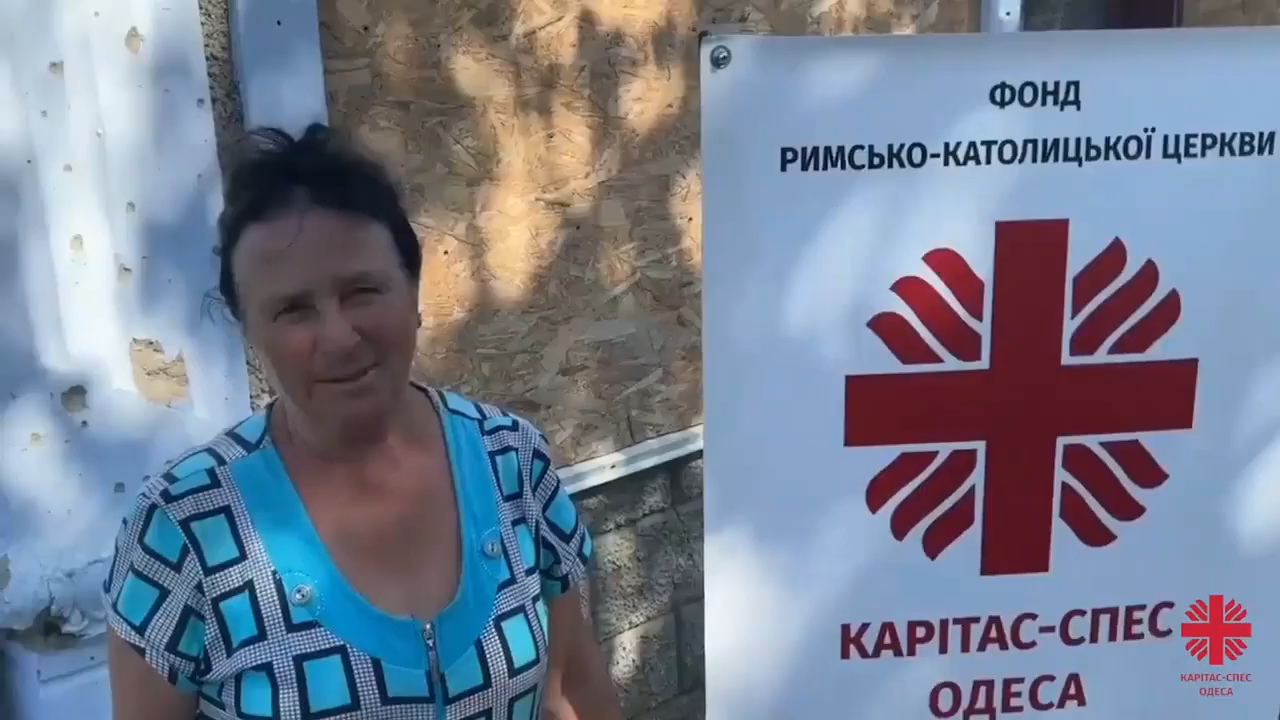 ФОНД
РИМСЬКО-КАТОЛИЦЬКОЇ ЦЕРКВИ
КАРІТАС-СПЕС
ОДЕСА
КАРІТАС-СПЕС
ОДЕСА